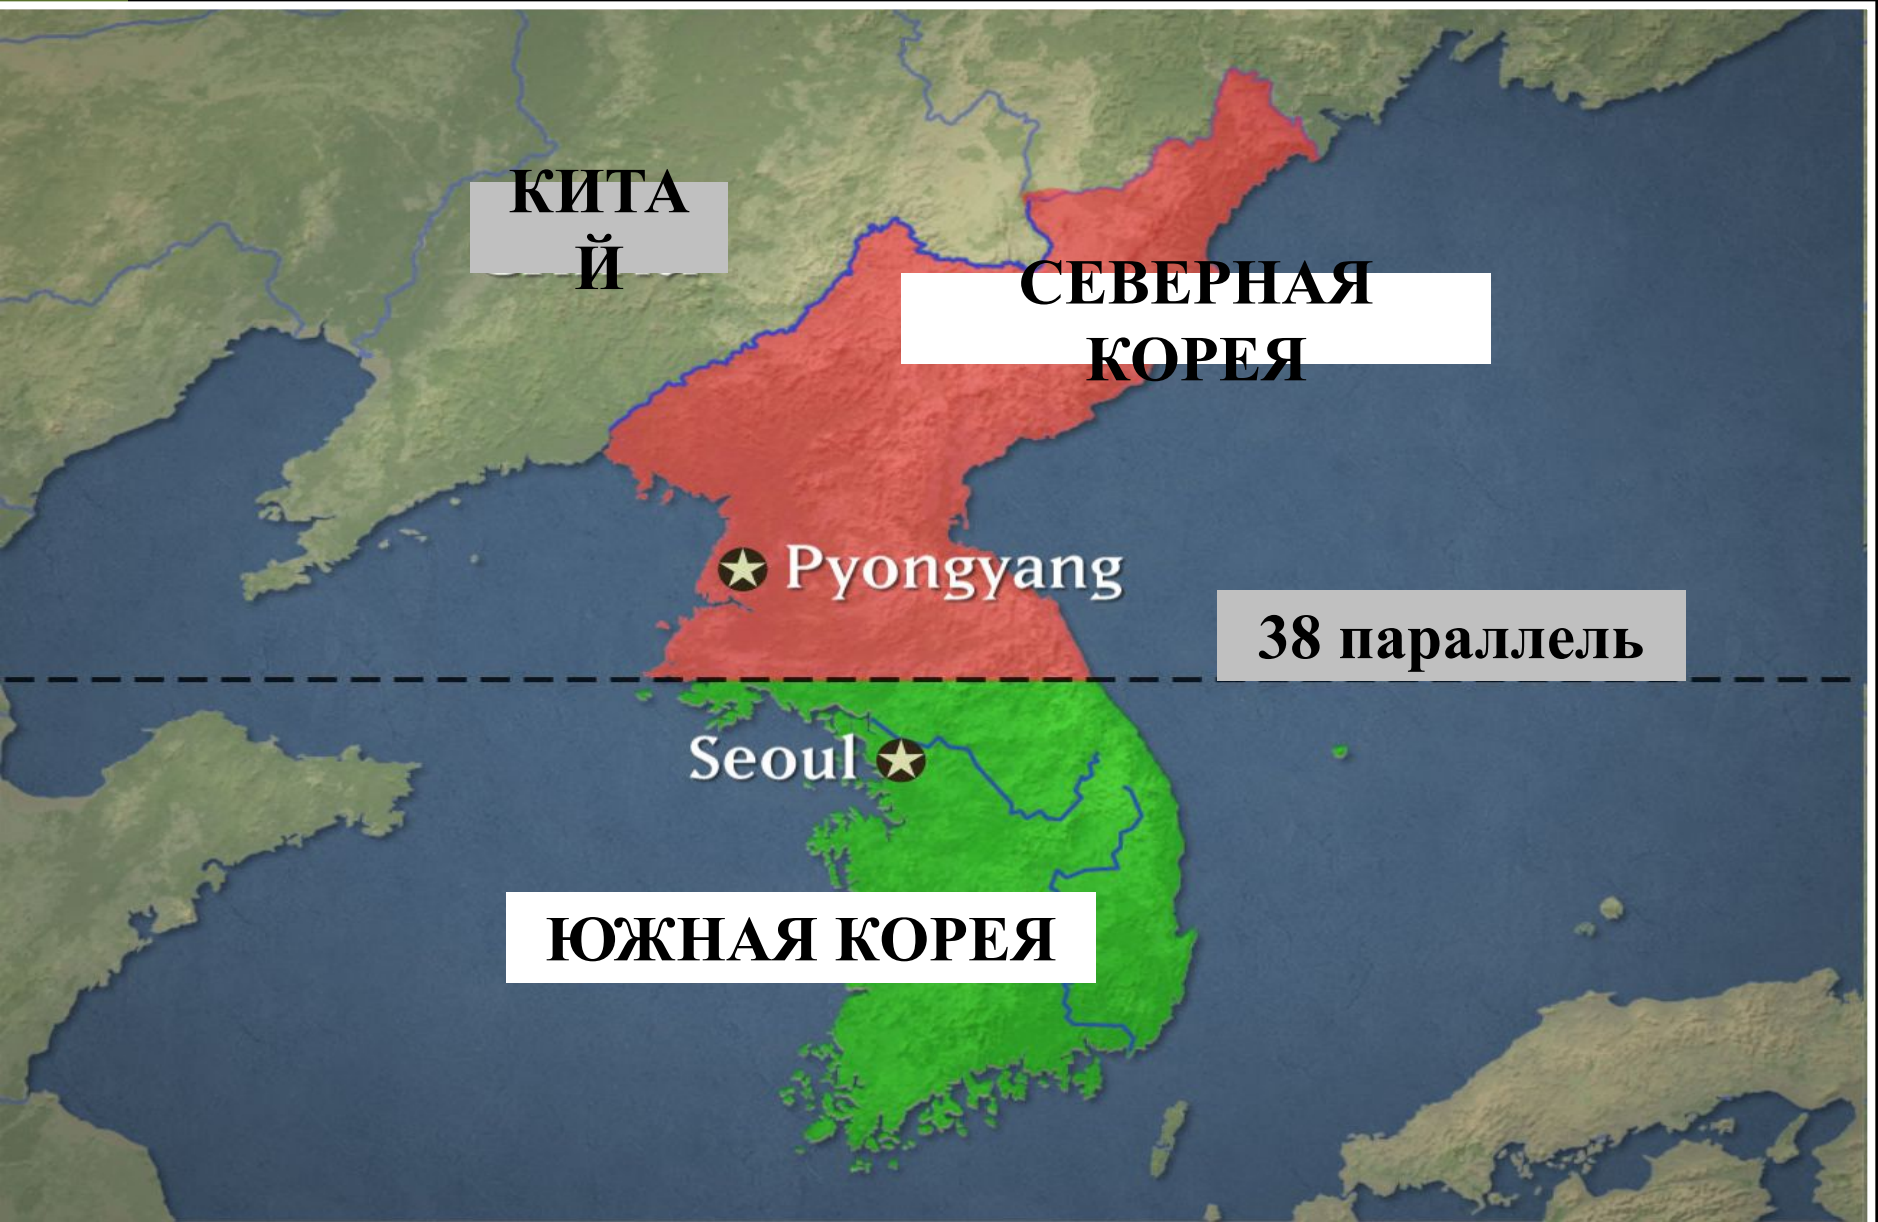 КИТА
Й
СЕВЕРНАЯ
КОРЕЯ
Pyongyang
38 параллель
Seoul
ЮЖНАЯ КОРЕЯ